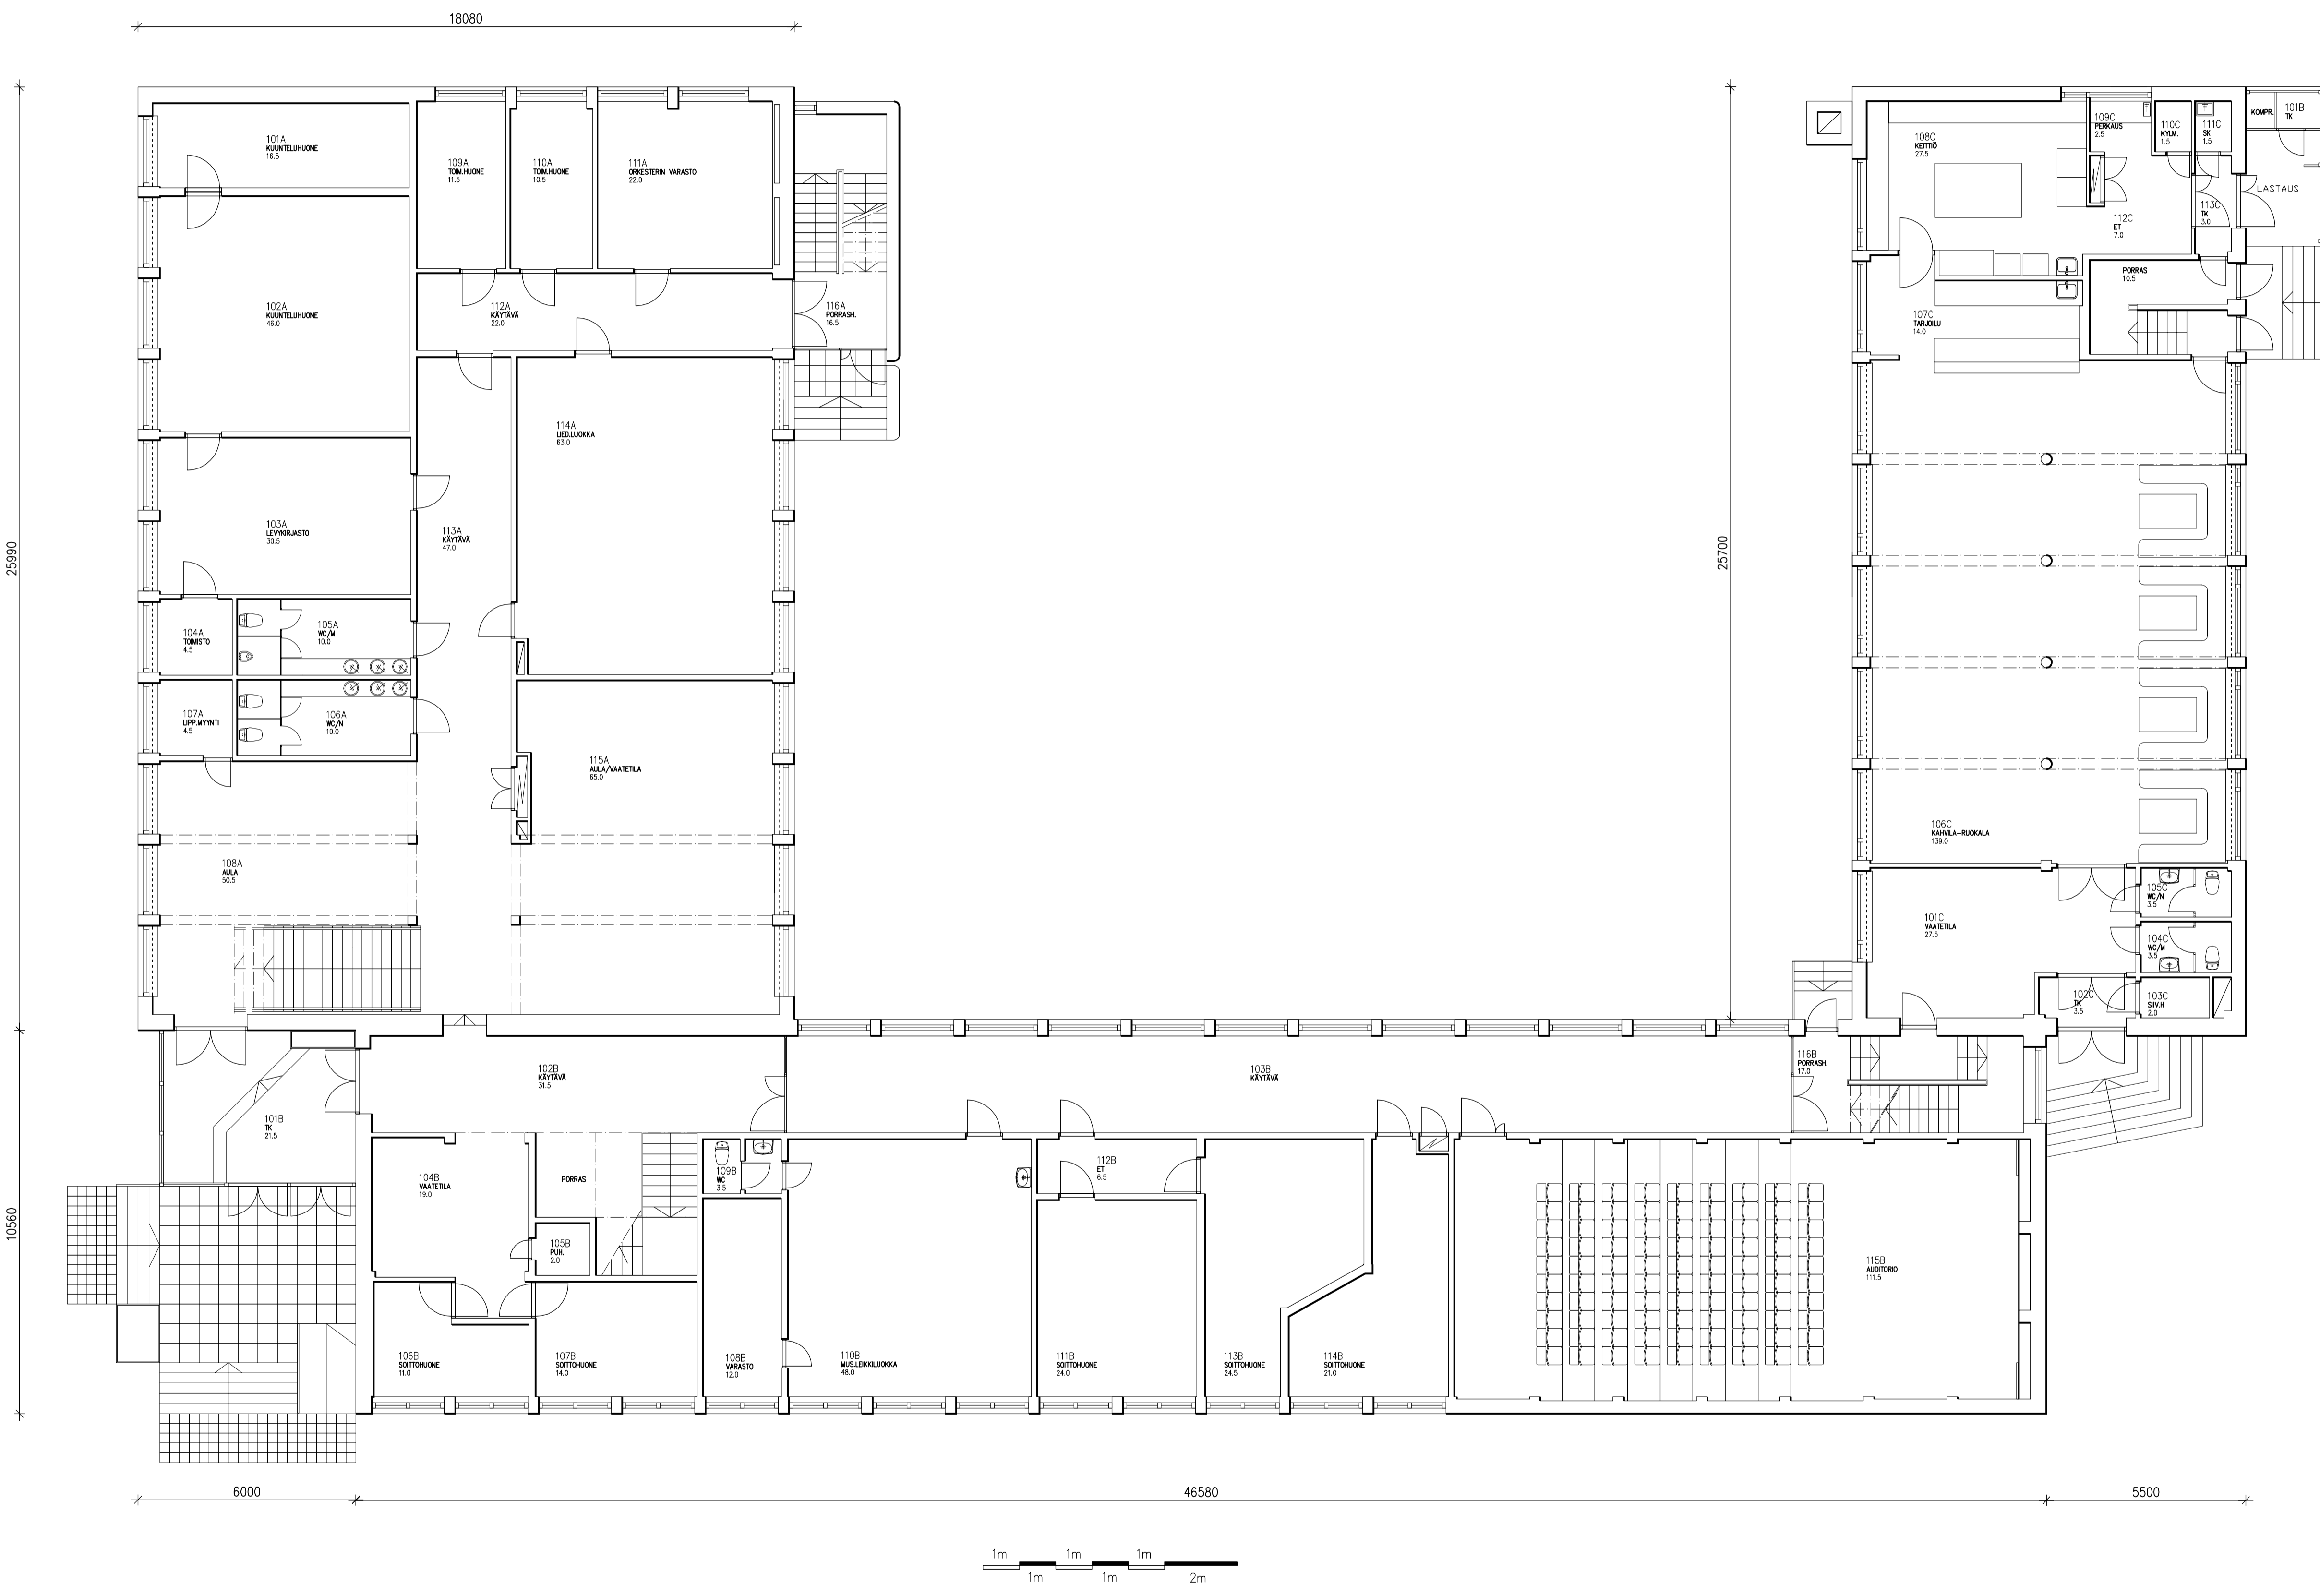 18080
25990
10560
25700
6000
46580
5500
101A
KUUNTELUHUONE
16.5
102A
KUUNTELUHUONE
46.0
103A
LEVYKIRJASTO
30.5
104A
TOIMISTO
4.5
105A
WC/M
10.0
107A
LIPP.MYYNTI
4.5
106A
WC/N
10.0
108A
AULA
50.5
109A
TOIM.HUONE
11.5
110A
TOIM.HUONE
10.5
111A
ORKESTERIN VARASTO
22.0
112A
KÄYTÄVÄ
22.0
116A
PORRASH.
16.5
113A
KÄYTÄVÄ
47.0
114A
LIED.LUOKKA
63.0
115A
AULA/VAATETILA
65.0
101B
TK
21.5
102B
KÄYTÄVÄ
31.5
103B
KÄYTÄVÄ
104B
VAATETILA
19.0
PORRAS
105B
PUH.
2.0
106B
SOITTOHUONE
11.0
107B
SOITTOHUONE
14.0
109B
WC
3.5
108B
VARASTO
12.0
110B
MUS.LEIKKILUOKKA
48.0
112B
ET
6.5
111B
SOITTOHUONE
24.0
113B
SOITTOHUONE
24.5
114B
SOITTOHUONE
21.0
115B
AUDITORIO
111.5
116B
PORRASH.
17.0
108C
KEITTIÖ
27.5
109C
PERKAUS
2.5
110C
KYLM.
1.5
111C
SK
1.5
KOMPR.
101B
TK
LASTAUS
113C
TK
3.0
112C
ET
7.0
PORRAS
10.5
107C
TARJOILU
14.0
106C
KAHVILA-RUOKALA
139.0
105C
WC/N
3.5
101C
VAATETILA
27.5
104C
WC/M
3.5
102C
TK
3.5
103C
SIIV.H
2.0
1m 1m 1m
1m 1m 2m